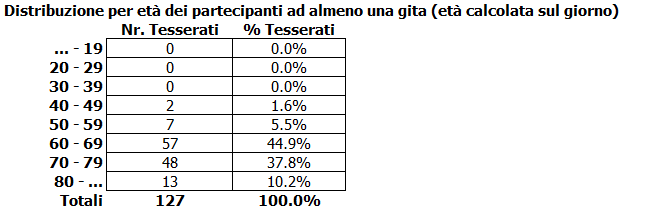 Distribuzione per età dei partecipanti ad almeno una gita (età calcolata sul giorno)
Nr. Tesserati % Tesserati
... - 19 0 0.0%
20 - 29 0 0.0%
30 - 39 0 0.0%
40 - 49 2 1.6%
50 - 59 7 5.5%
60 - 69 57 44.9%
70 - 79 48 37.8%
80 - ... 13 10.2%
Totali 127 100.0%